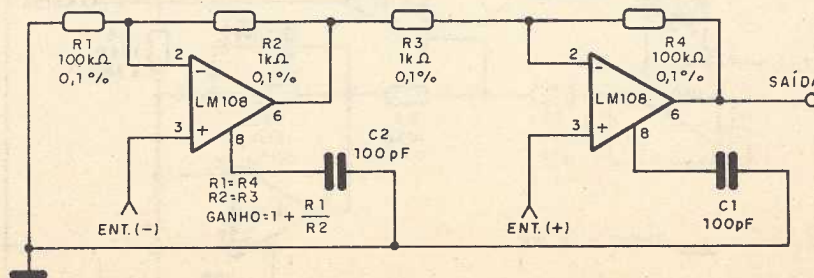 R1
100kΩ
0,1%
R2
1kΩ
0,1%
R3
1kΩ
0,1%
R4
100kΩ
0,1%
2
-
LM108
3
+
6
8
C2
100pF
R1=R4
R2=R3
GANHO=1 + R1
R2
ENT.(-)
2
-
LM108
3
+
6
8
SAÍDA
C1
100pF
ENT.(+)